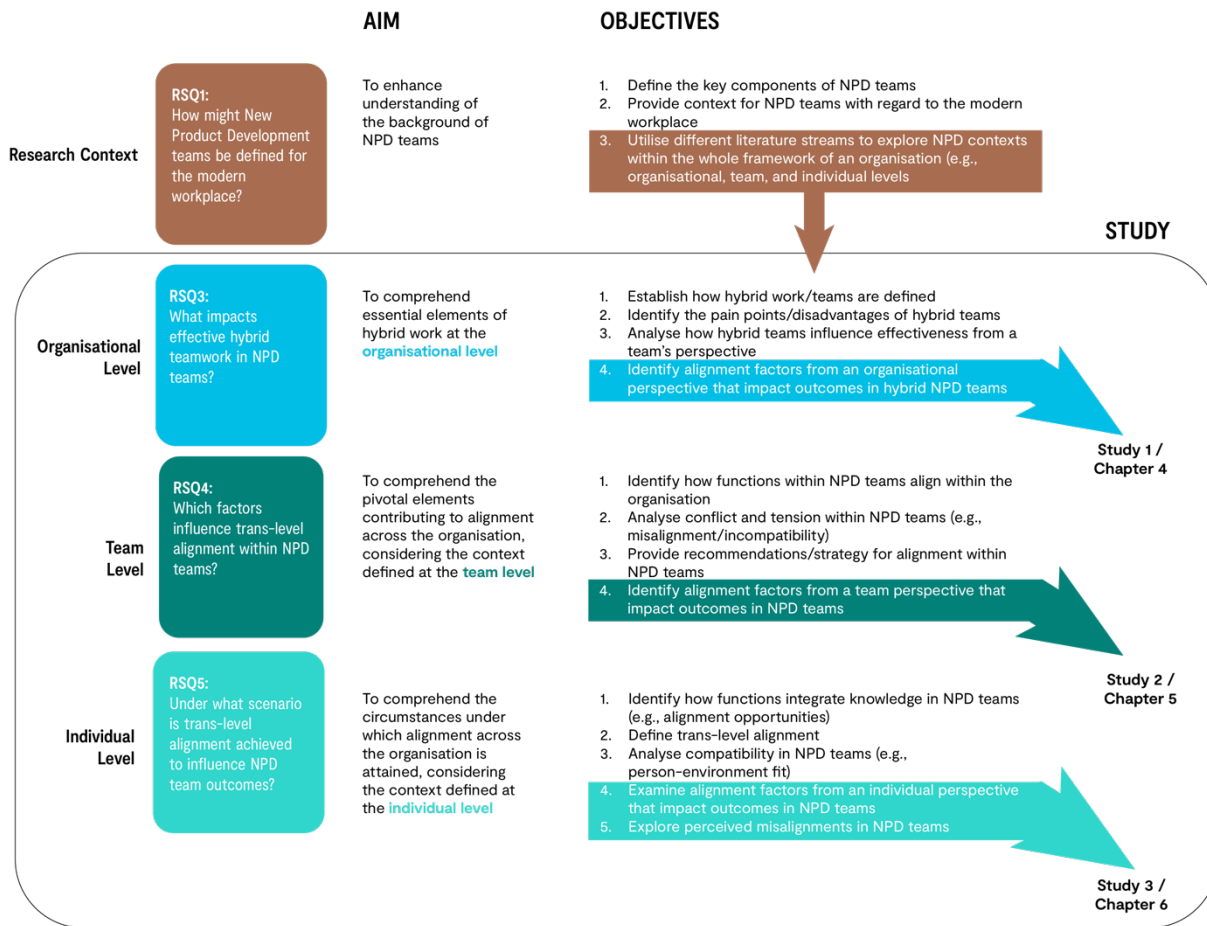 AIM
OBJECTIVES
Research Context
RSQ1:
How might New
Product Development
teams be defined for
the modern
workplace?
To enhance
understanding of
the background of
NPD teams
1. Define the key components of NPD teams
2. Provide context for NPD teams with regard to the modern
workplace
3. Utilise different literature streams to explore NPD contexts
within the whole framework of an organisation (e.g.,
organisational, team, and individual levels
STUDY
Organisational
Level
RSQ3:
What impacts
effective hybrid
teamwork in NPD
teams?
To comprehend
essential elements of
hybrid work at the
organisational level
1. Establish how hybrid work/teams are defined
2. Identify the pain points/disadvantages of hybrid teams
3. Analyse how hybrid teams influence effectiveness from a
team's perspective
4. Identify alignment factors from an organisational
perspective that impact outcomes in hybrid NPD teams
Study 1 /
Chapter 4
Team
Level
RSQ4:
Which factors
influence trans-level
alignment within NPD
teams?
To comprehend the
pivotal elements
contributing to alignment
across the organisation,
considering the context
defined at the team level
1. Identify how functions within NPD teams align within the
organisation
2. Analyse conflict and tension within NPD teams (e.g.,
misalignment/incompatibility)
3. Provide recommendations/strategy for alignment within
NPD teams
4. Identify alignment factors from a team perspective that
impact outcomes in NPD teams
Study 2 /
Chapter 5
Individual
Level
RSQ5:
Under what scenario
is trans-level
alignment achieved
to influence NPD
team outcomes?
To comprehend the
circumstances under
which alignment across
the organisation is
attained, considering
the context defined at
the individual level
1. Identify how functions integrate knowledge in NPD teams
(e.g., alignment opportunities)
2. Define trans-level alignment
3. Analyse compatibility in NPD teams (e.g.,
person-environment fit)
4. Examine alignment factors from an individual perspective
that impact outcomes in NPD teams
5. Explore perceived misalignments in NPD teams
Study 3 /
Chapter 6